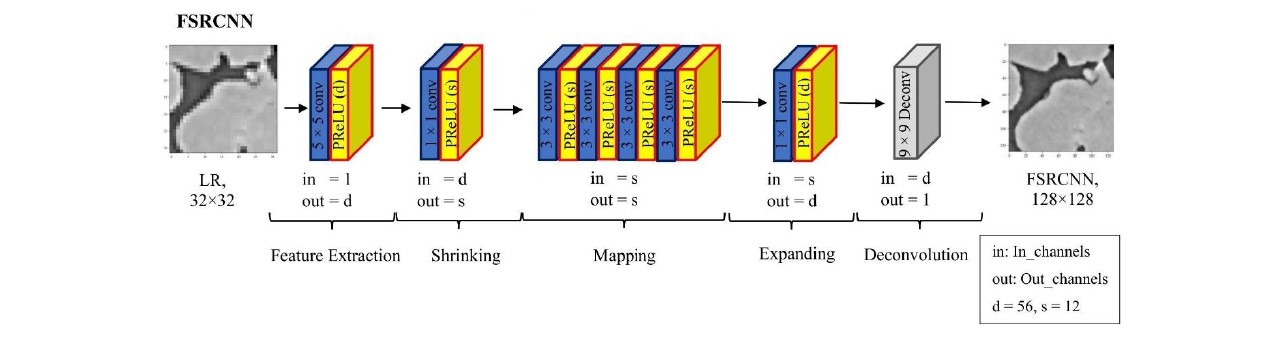 FSRCNN
5 × 5 conv
PReLU (d)
1 × 1 conv
PReLU (s)
3 × 3 conv
PReLU (s)
3 × 3 conv
PReLU (s)
3 × 3 conv
PReLU (s)
3 × 3 conv
PReLU (s)
1 × 1 conv
PReLU (d)
9 × 9 Deconv
LR,
32×32
in = 1
out = d
in = d
out = s
in = s
out = s
in = s
out = d
in = d
out = 1
FSRCNN,
128×128
Feature Extraction
Shrinking
Mapping
Expanding
Deconvolution
in: In_channels
out: Out_channels
d = 56, s = 12